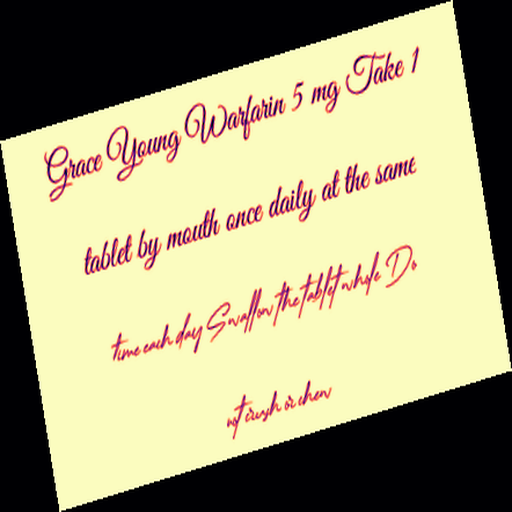 Grace Young Warfarin 5 mg Take 1
tablet by mouth once daily at the same
time each day Swallow the tablet whole Do
not crush or chew